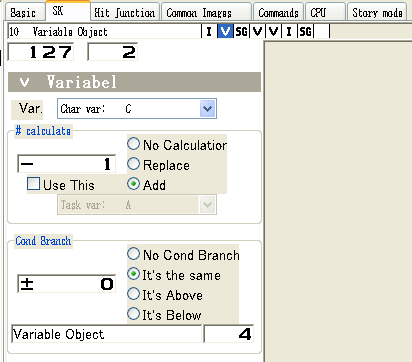 Basic SK Hit junction Common Images Commands CPU Story mode
10 Variable Object I V SG V V I SG
127 2
V Variabel
Var. Char var: C
# calculate
No Calculation
− 1 Replace
Use This Add
Task var: A
Cond Branch
No Cond Branch
± 0 It's the same
It's Above
It's Below
Variable Object 4